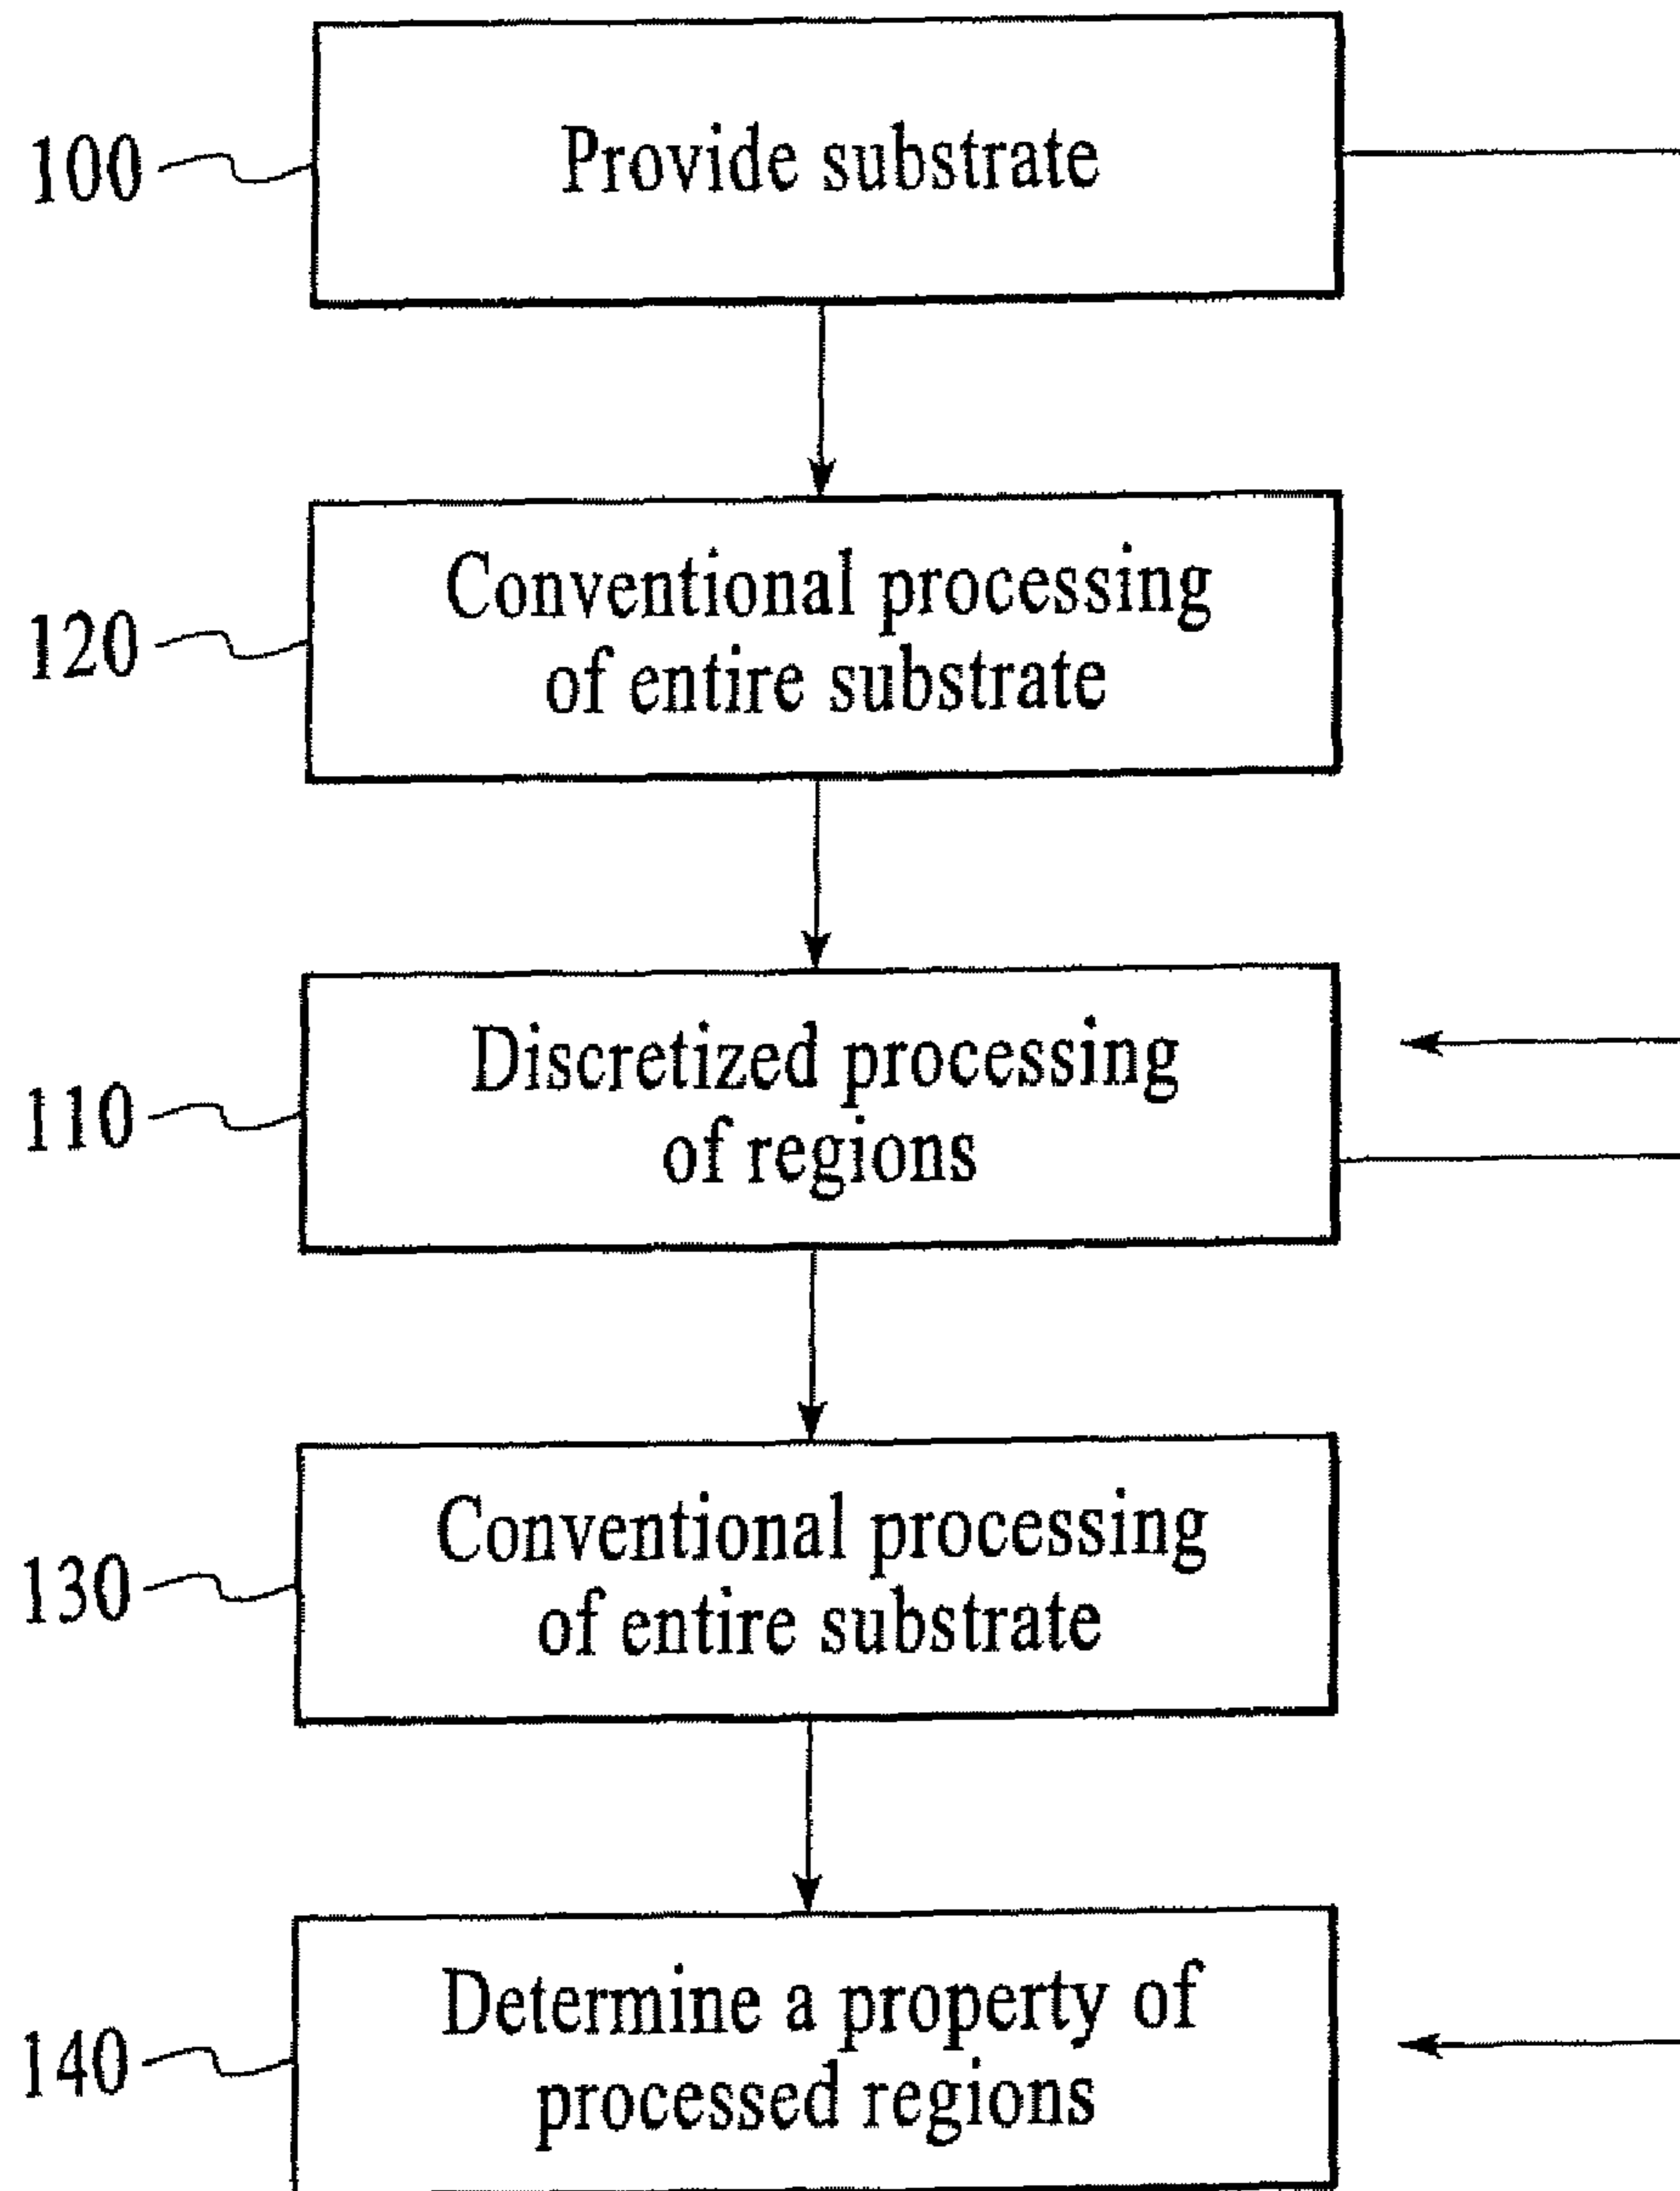 100
Provide substrate
120
Conventional processing
of entire substrate
110
Discretized processing
of regions
130
Conventional processing
of entire substrate
140
Determine a property of
processed regions